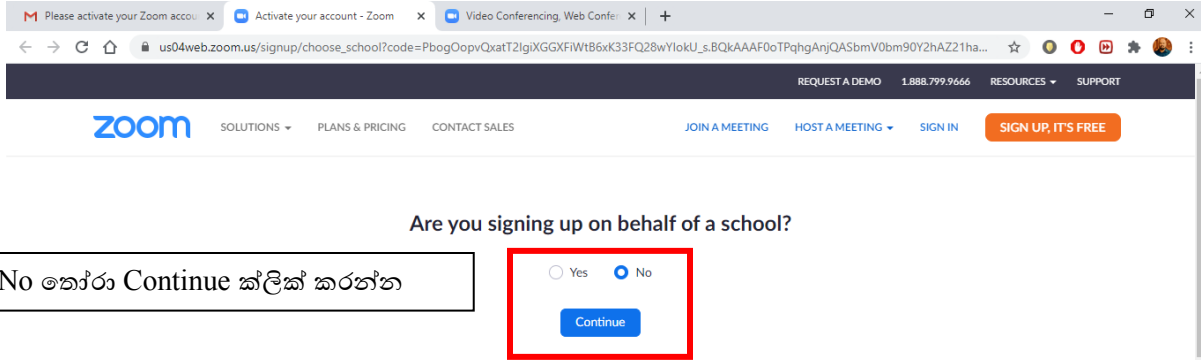 Please activate your Zoom accou
Activate your account - Zoom
Video Conferencing, Web Confer
us04web.zoom.us/signup/choose_school?code=PbogOopvQxatT2IgiXGGXFiWtB6xK33FQ28wYIokU_s.BQkAAAF0oTPqhgAnjQASbmV0bm90Y2hAZ21ha...
REQUEST A DEMO 1.888.799.9666 RESOURCES SUPPORT
zoom SOLUTIONS PLANS & PRICING CONTACT SALES JOIN A MEETING HOST A MEETING SIGN IN SIGN UP, IT'S FREE
Are you signing up on behalf of a school?
Yes No
No තෝරා Continue ක්ලික් කරන්න
Continue